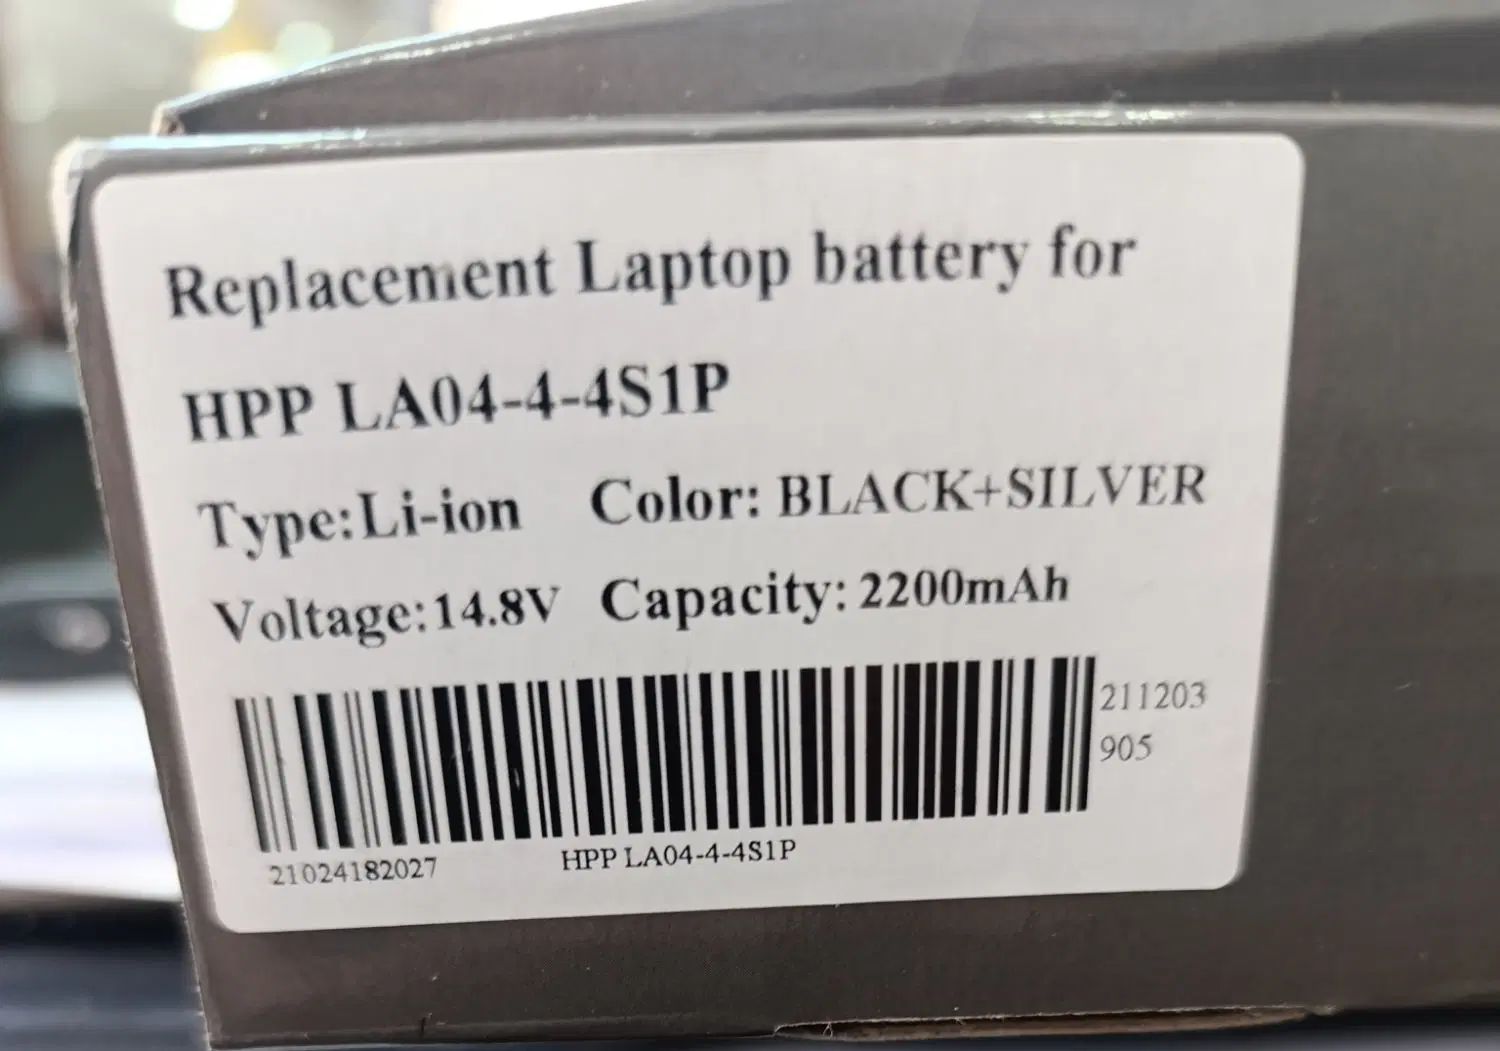 Replacement Laptop battery for
HPP LA04-4-4S1P
Type:Li-ion Color: BLACK+SILVER
Voltage:14.8V Capacity: 2200mAh
211203
905
21024182027 HPP LA04-4-4S1P